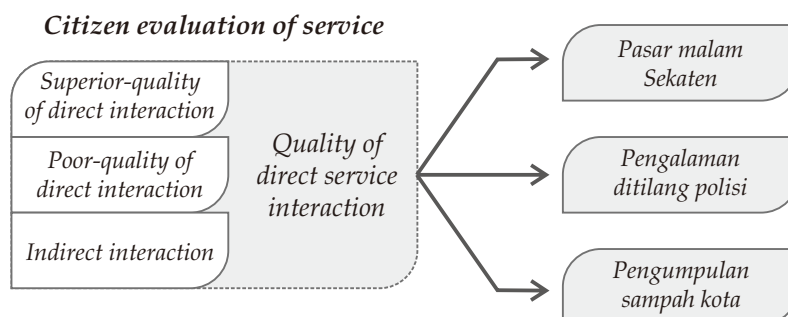 Citizen evaluation of service
Superior-quality
of direct interaction
Poor-quality of
direct interaction
Indirect interaction
Quality of
direct service
interaction
Pasar malam
Sekaten
Pengalaman
ditilang polisi
Pengumpulan
sampah kota